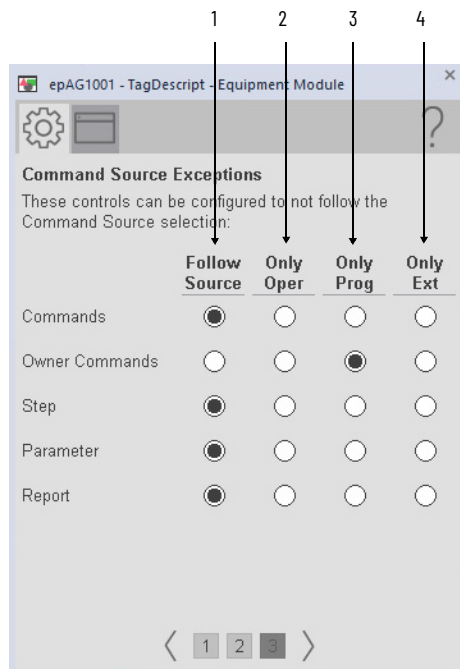 1 2 3 4
epAG1001 - TagDescript - Equipment Module
Command Source Exceptions
These controls can be configured to not follow the
Command Source selection:
Follow Only Only Only
Source Oper Prog Ext
Commands
Owner Commands
Step
Parameter
Report
1 2 3